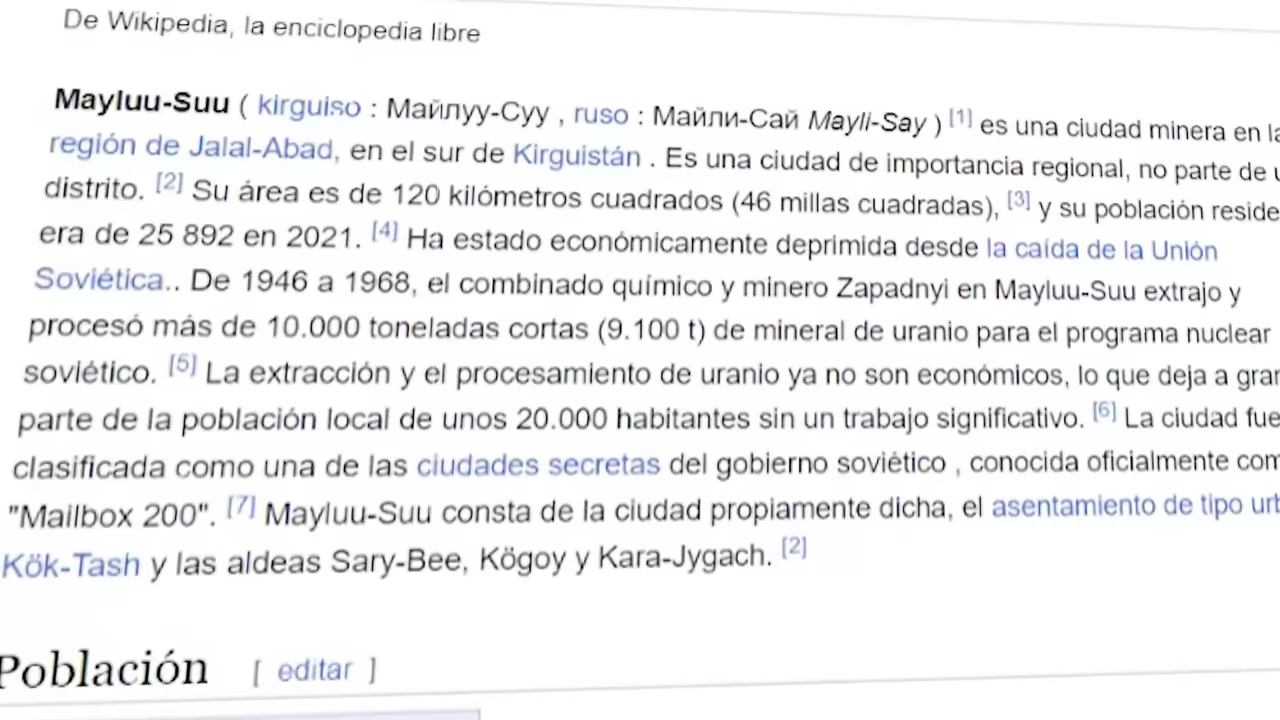 De Wikipedia, la enciclopedia libre
Mayluu-Suu ( kirguiso : Майлуу-Суу , ruso : Майли-Сай Mayli-Say ) [1] es una ciudad minera en la
región de Jalal-Abad, en el sur de Kirguistán . Es una ciudad de importancia regional, no parte de
distrito. [2] Su área es de 120 kilómetros cuadrados (46 millas cuadradas), [3] y su población reside
era de 25 892 en 2021. [4] Ha estado económicamente deprimida desde la caída de la Unión
Soviética.. De 1946 a 1968, el combinado químico y minero Zapadnyi en Mayluu-Suu extrajo y
procesó más de 10.000 toneladas cortas (9.100 t) de mineral de uranio para el programa nuclear
soviético. [5] La extracción y el procesamiento de uranio ya no son económicos, lo que deja a gran
parte de la población local de unos 20.000 habitantes sin un trabajo significativo. [6] La ciudad fue
clasificada como una de las ciudades secretas del gobierno soviético , conocida oficialmente com
"Mailbox 200". [7] Mayluu-Suu consta de la ciudad propiamente dicha, el asentamiento de tipo urb
Kök-Tash y las aldeas Sary-Bee, Kögoy y Kara-Jygach. [2]
Población [ editar ]